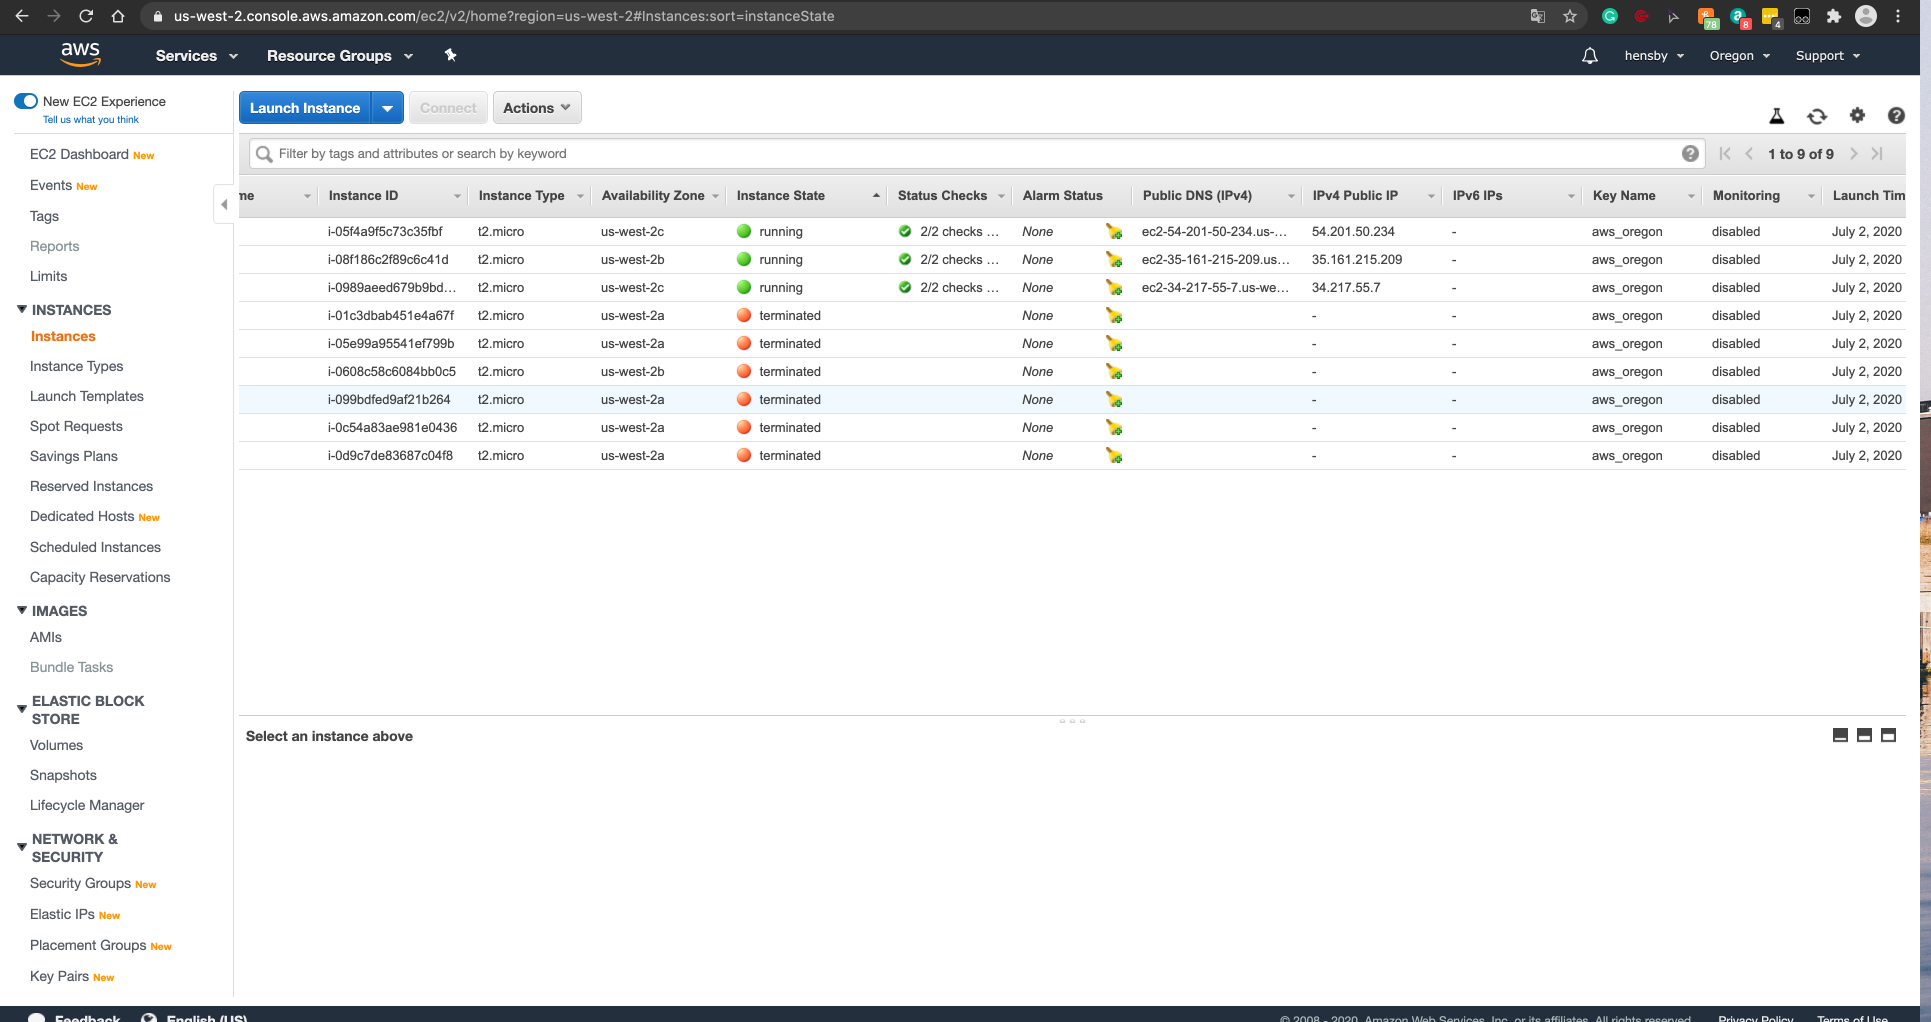 us-west-2.console.aws.amazon.com/ec2/v2/home?region=us-west-2#Instances:sort=instanceState
78 8 4
aws Services Resource Groups hensby Oregon Support
New EC2 Experience
Tell us what you think
EC2 Dashboard New
Events New
Tags
Reports
Limits
INSTANCES
Instances
Instance Types
Launch Templates
Spot Requests
Savings Plans
Reserved Instances
Dedicated Hosts New
Scheduled Instances
Capacity Reservations
IMAGES
AMIs
Bundle Tasks
ELASTIC BLOCK
STORE
Volumes
Snapshots
Lifecycle Manager
NETWORK &
SECURITY
Security Groups New
Elastic IPs New
Placement Groups New
Key Pairs New
Launch Instance Connect Actions
Filter by tags and attributes or search by keyword 1 to 9 of 9
me Instance ID Instance Type Availability Zone Instance State Status Checks Alarm Status Public DNS (IPv4) IPv4 Public IP IPv6 IPs Key Name Monitoring Launch Tim
i-05f4a9f5c73c35fbf t2.micro us-west-2c running 2/2 checks ... None ec2-54-201-50-234.us-... 54.201.50.234 - aws_oregon disabled July 2, 2020
i-08f186c2f89c6c41d t2.micro us-west-2b running 2/2 checks ... None ec2-35-161-215-209.us... 35.161.215.209 - aws_oregon disabled July 2, 2020
i-0989aeed679b9bd... t2.micro us-west-2c running 2/2 checks ... None ec2-34-217-55-7.us-we... 34.217.55.7 - aws_oregon disabled July 2, 2020
i-01c3dbab451e4a67f t2.micro us-west-2a terminated None - - aws_oregon disabled July 2, 2020
i-05e99a95541ef799b t2.micro us-west-2a terminated None - - aws_oregon disabled July 2, 2020
i-0608c58c6084bb0c5 t2.micro us-west-2b terminated None - - aws_oregon disabled July 2, 2020
i-099bdfed9af21b264 t2.micro us-west-2a terminated None - - aws_oregon disabled July 2, 2020
i-0c54a83ae981e0436 t2.micro us-west-2a terminated None - - aws_oregon disabled July 2, 2020
i-0d9c7de83687c04f8 t2.micro us-west-2a terminated None - - aws_oregon disabled July 2, 2020
Select an instance above
Feedback English (US) © 2008 - 2020, Amazon Web Services, Inc. or its affiliates. All rights reserved. Privacy Policy Terms of Use